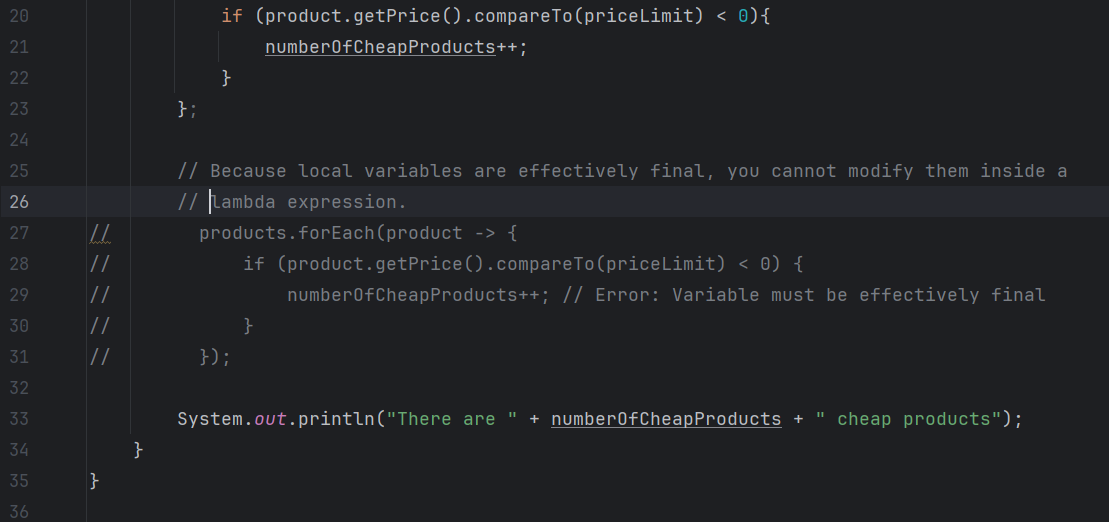 20 if (product.getPrice().compareTo(priceLimit) < 0){
21 numberOfCheapProducts++;
22 }
23 };
24
25 // Because local variables are effectively final, you cannot modify them inside a
26 // lambda expression.
27 // products.forEach(product -> {
28 // if (product.getPrice().compareTo(priceLimit) < 0) {
29 // numberOfCheapProducts++; // Error: Variable must be effectively final
30 // }
31 // });
32
33 System.out.println("There are " + numberOfCheapProducts + " cheap products");
34 }
35 }
36